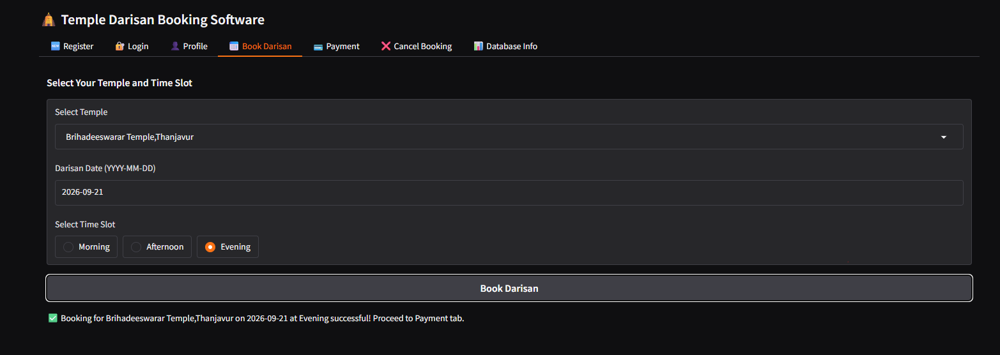 Temple Darisan Booking Software
Register Login Profile Book Darisan Payment Cancel Booking Database Info
Select Your Temple and Time Slot
Select Temple
Brihadeeswarar Temple,Thanjavur
Darisan Date (YYYY-MM-DD)
2026-09-21
Select Time Slot
Morning Afternoon Evening
Book Darisan
Booking for Brihadeeswarar Temple,Thanjavur on 2026-09-21 at Evening successful! Proceed to Payment tab.